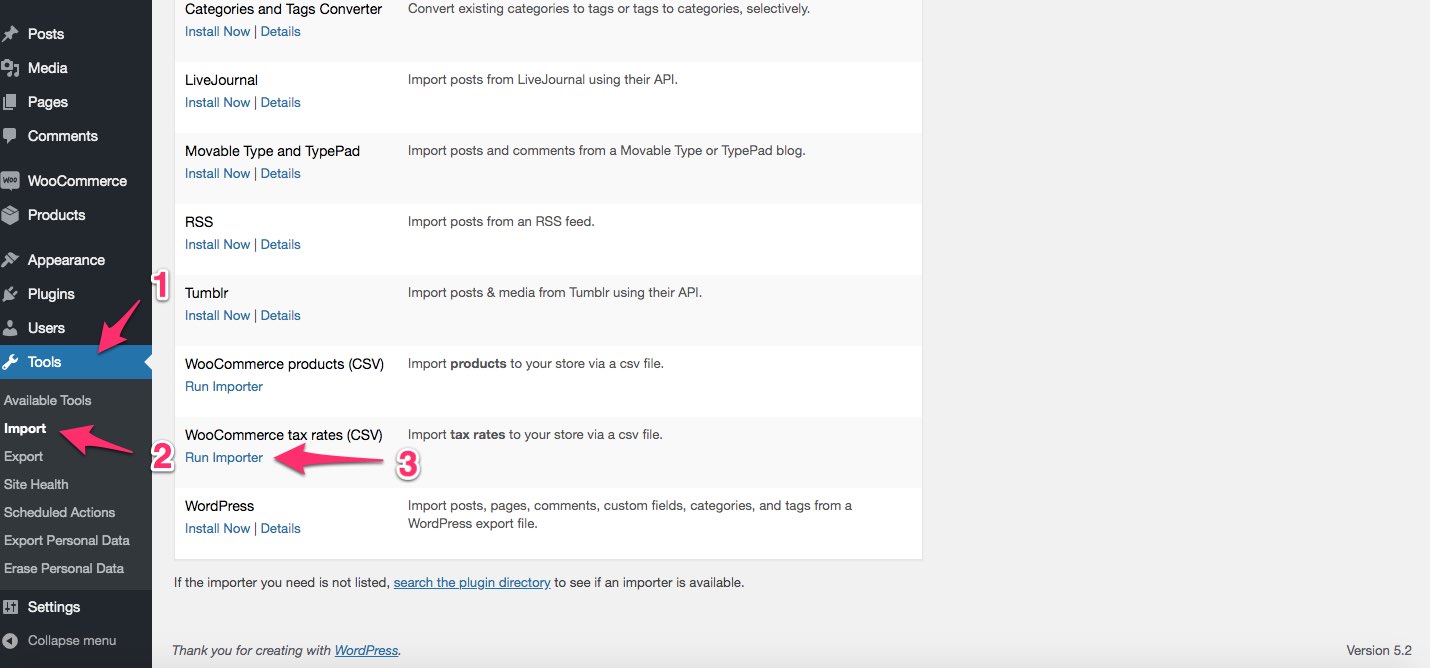 Posts
Media
Pages
Comments
WOO WooCommerce
Products
Appearance
Plugins
Users
Tools
Available Tools
Import
Export
Site Health
Scheduled Actions
Export Personal Data
Erase Personal Data
Settings
Collapse menu
1
2
3
Categories and Tags Converter
Install Now | Details
Convert existing categories to tags or tags to categories, selectively.
LiveJournal
Install Now | Details
Import posts from LiveJournal using their API.
Movable Type and TypePad
Install Now | Details
Import posts and comments from a Movable Type or TypePad blog.
RSS
Install Now | Details
Import posts from an RSS feed.
Tumblr
Install Now | Details
Import posts & media from Tumblr using their API.
WooCommerce products (CSV)
Run Importer
Import products to your store via a csv file.
WooCommerce tax rates (CSV)
Run Importer
Import tax rates to your store via a csv file.
WordPress
Install Now | Details
Import posts, pages, comments, custom fields, categories, and tags from a
WordPress export file.
If the importer you need is not listed, search the plugin directory to see if an importer is available.
Thank you for creating with WordPress.
Version 5.2